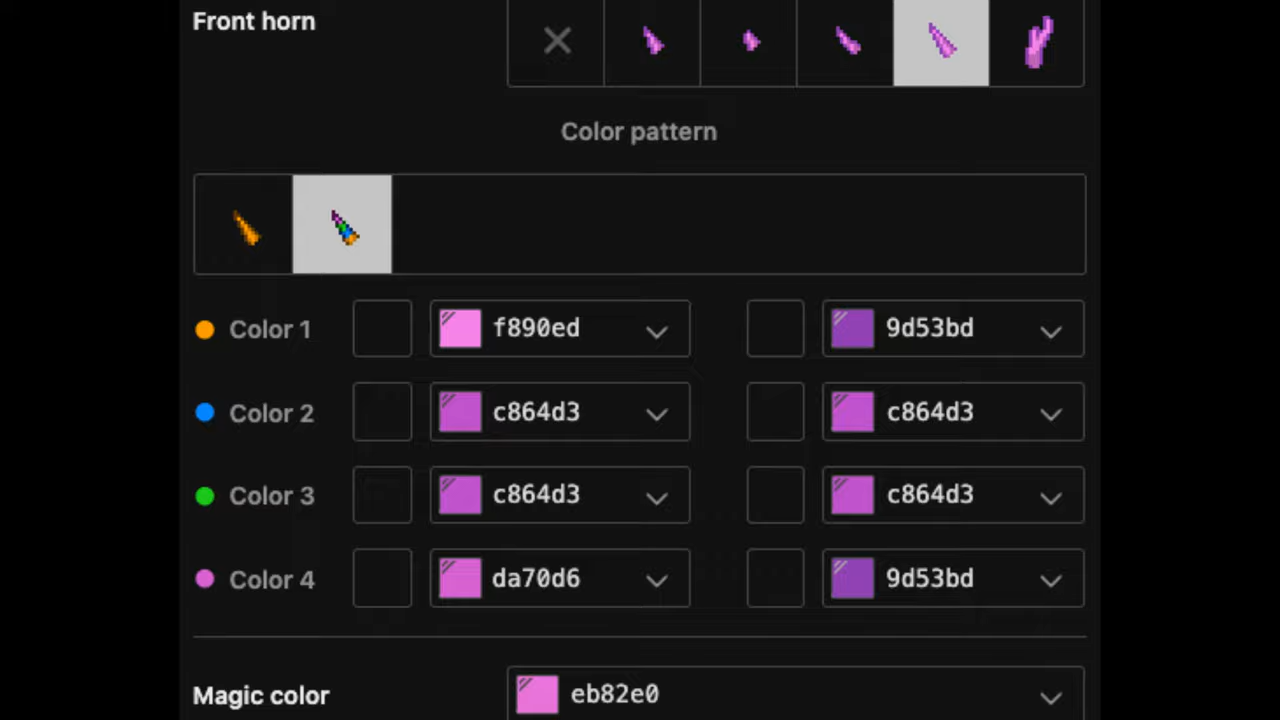 Front horn
Color pattern
Color 1 f890ed 9d53bd
Color 2 c864d3 c864d3
Color 3 c864d3 c864d3
Color 4 da70d6 9d53bd
Magic color eb82e0